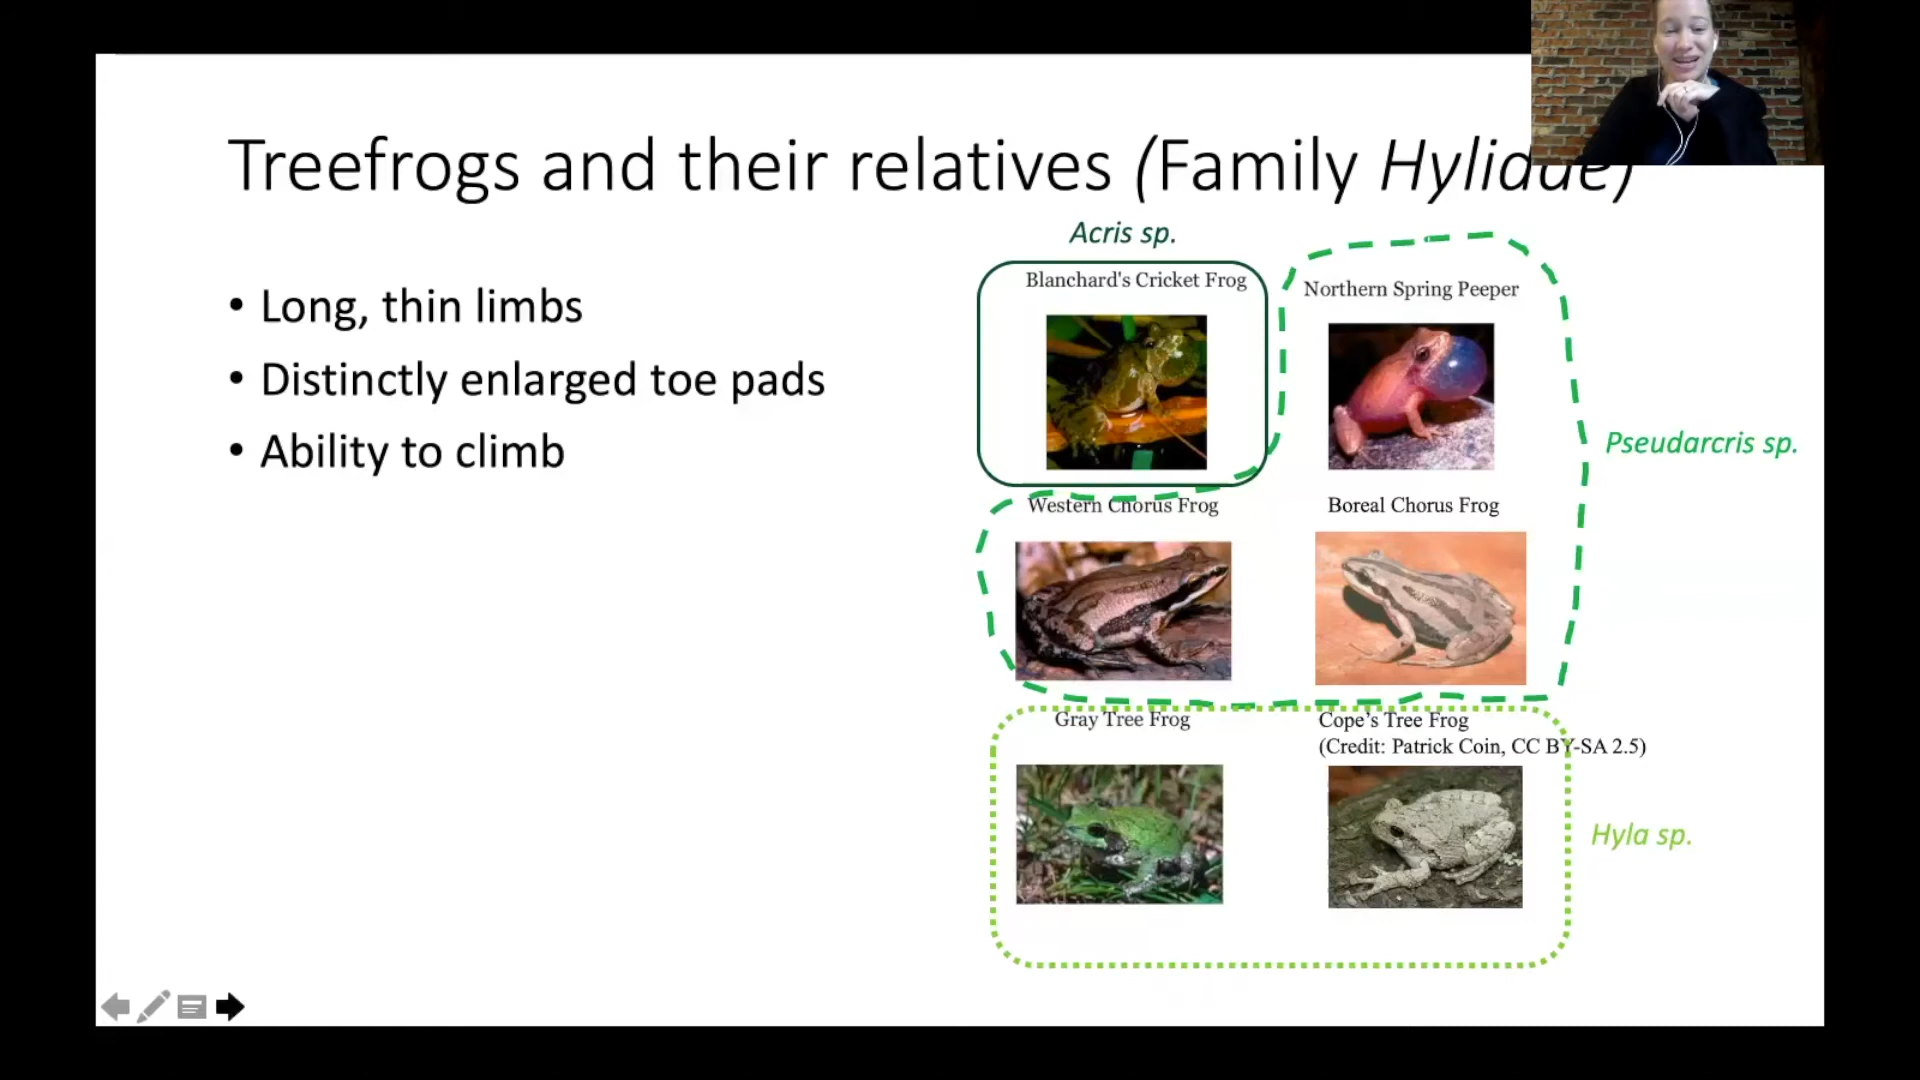 Treefrogs and their relatives (Family Hylidae)
• Long, thin limbs
• Distinctly enlarged toe pads
• Ability to climb
Acris sp.
Blanchard's Cricket Frog
Northern Spring Peeper
Pseudarcris sp.
Western Chorus Frog
Boreal Chorus Frog
Gray Tree Frog
Cope's Tree Frog
(Credit: Patrick Coin, CC BY-SA 2.5)
Hyla sp.